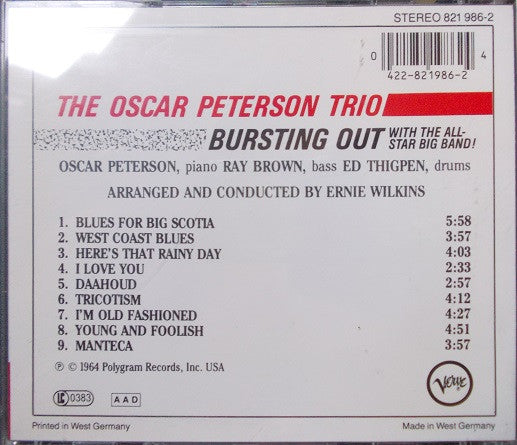 STEREO 821 986-2
0 4
422-821986-2
THE OSCAR PETERSON TRIO
BURSTING OUT WITH THE ALL-
STAR BIG BAND!
OSCAR PETERSON, piano RAY BROWN, bass ED THIGPEN, drums
ARRANGED AND CONDUCTED BY ERNIE WILKINS
1. BLUES FOR BIG SCOTIA 5:58
2. WEST COAST BLUES 3:57
3. HERE'S THAT RAINY DAY 4:03
4. I LOVE YOU 2:33
5. DAAHOUD 2:57
6. TRICOTISM 4:12
7. I'M OLD FASHIONED 4:27
8. YOUNG AND FOOLISH 4:51
9. MANTECA 3:57
℗ © 1964 Polygram Records, Inc. USA
LC 0383 AAD
Verve
Printed in West Germany Made in West Germany